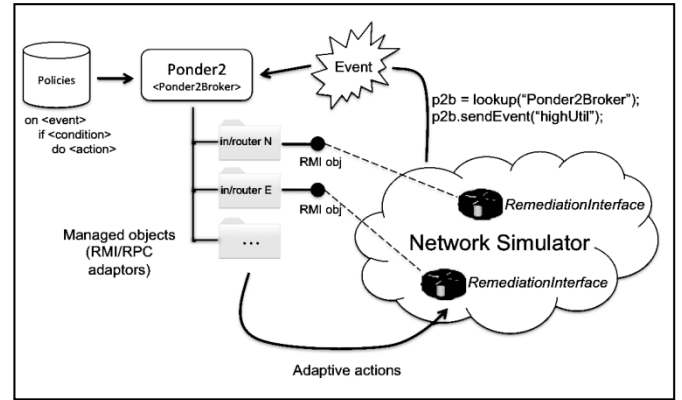 Policies
on <event>
if <condition>
do <action>
Ponder2
<Ponder2Broker>
Event
p2b = lookup(“Ponder2Broker”);
p2b.sendEvent(“highUtil”);
in/router N
RMI obj
in/router E
RMI obj
...
Managed objects
(RMI/RPC
adaptors)
RemediationInterface
Network Simulator
RemediationInterface
Adaptive actions